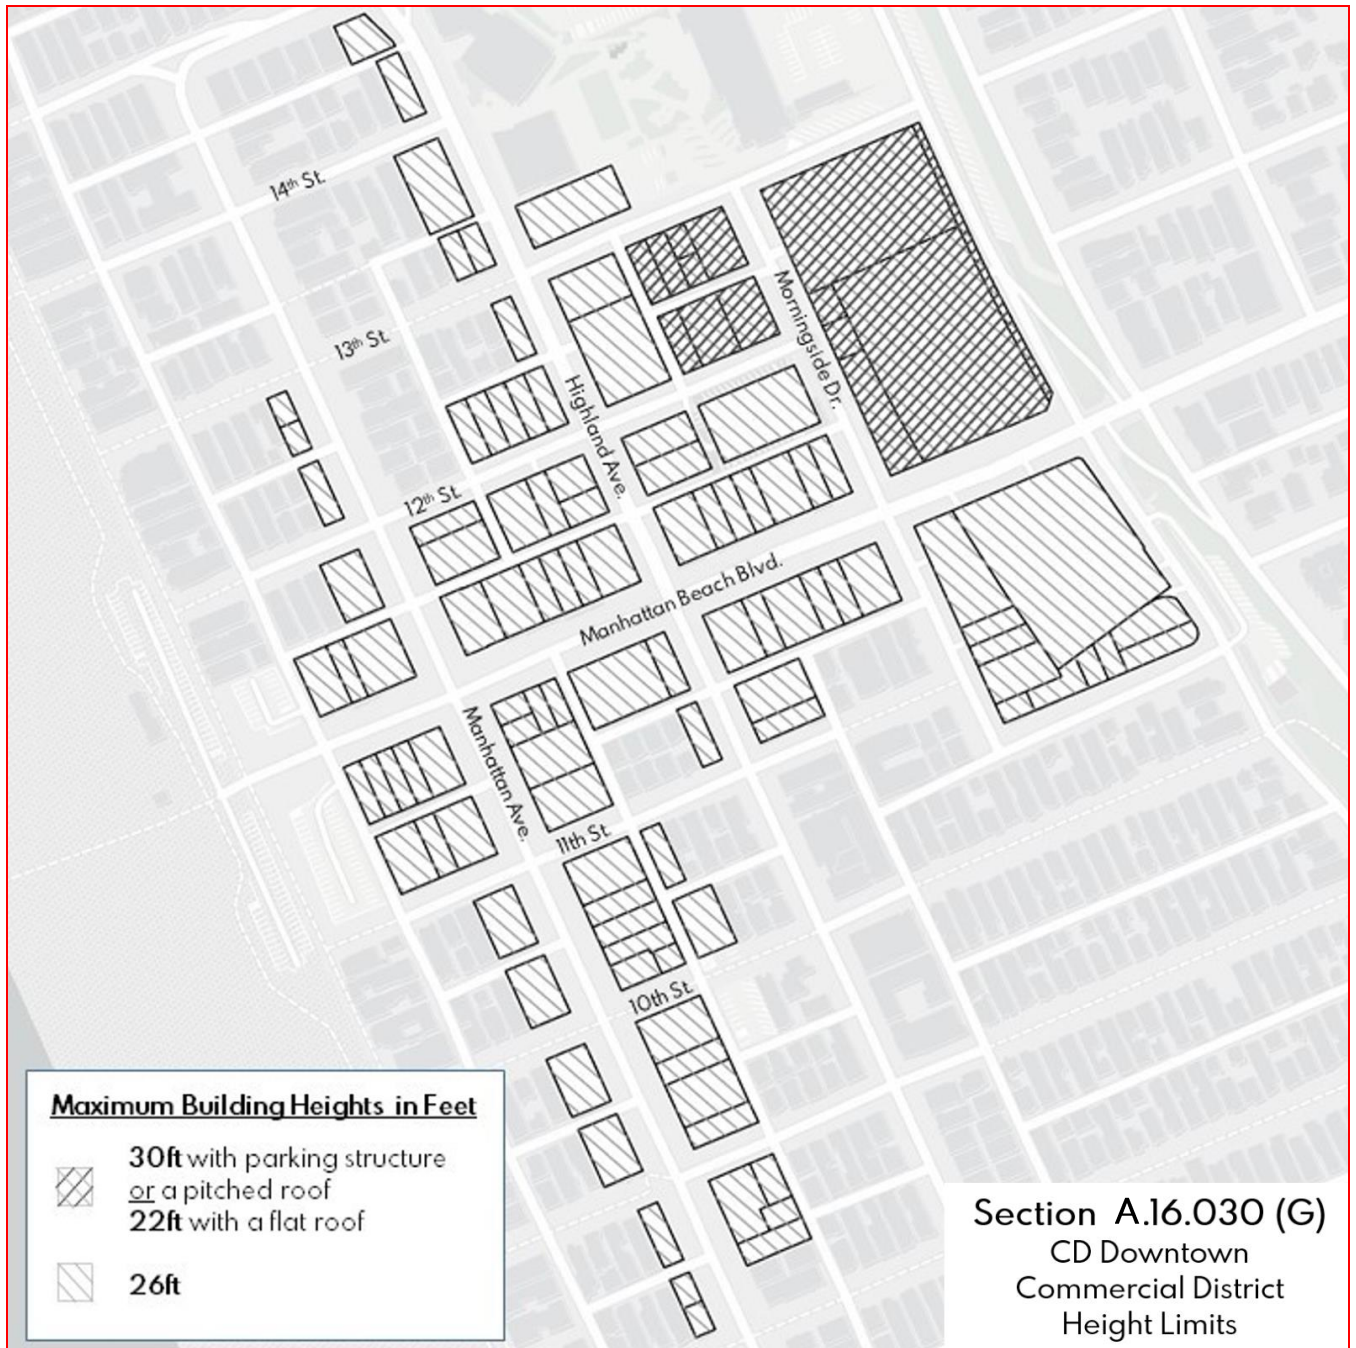 14th St.
13th St.
Morningside Dr.
Highland Ave.
12th St.
Manhattan Beach Blvd.
Manhattan Ave.
11th St.
10th St.
Maximum Building Heights in Feet
30ft with parking structure
or a pitched roof
22ft with a flat roof
26ft
Section A.16.030 (G)
CD Downtown
Commercial District
Height Limits